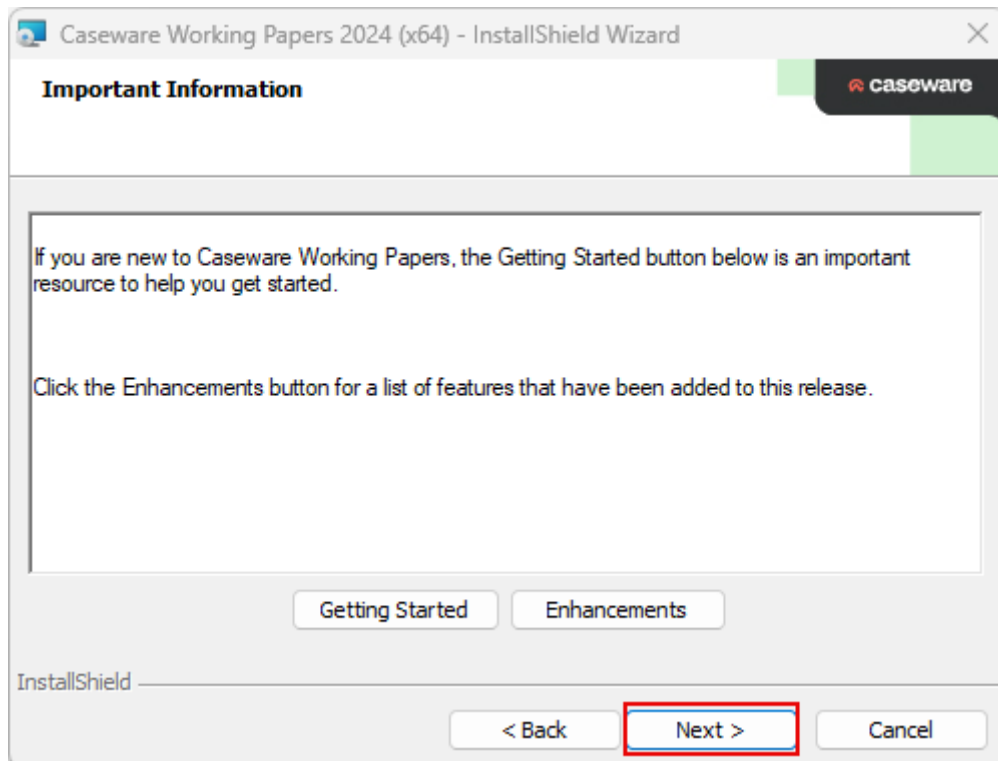 Caseware Working Papers 2024 (x64) - InstallShield Wizard
Important Information
caseware
If you are new to Caseware Working Papers, the Getting Started button below is an important
resource to help you get started.
Click the Enhancements button for a list of features that have been added to this release.
Getting Started
Enhancements
InstallShield
< Back
Next >
Cancel